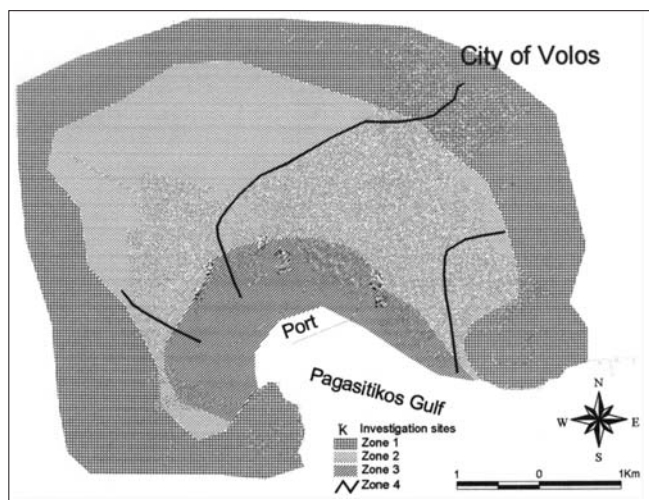 City of Volos
Port
Pagasitikos Gulf
K Investigation sites
Zone 1
Zone 2
Zone 3
Zone 4
N
W E
S
1 0 1Km